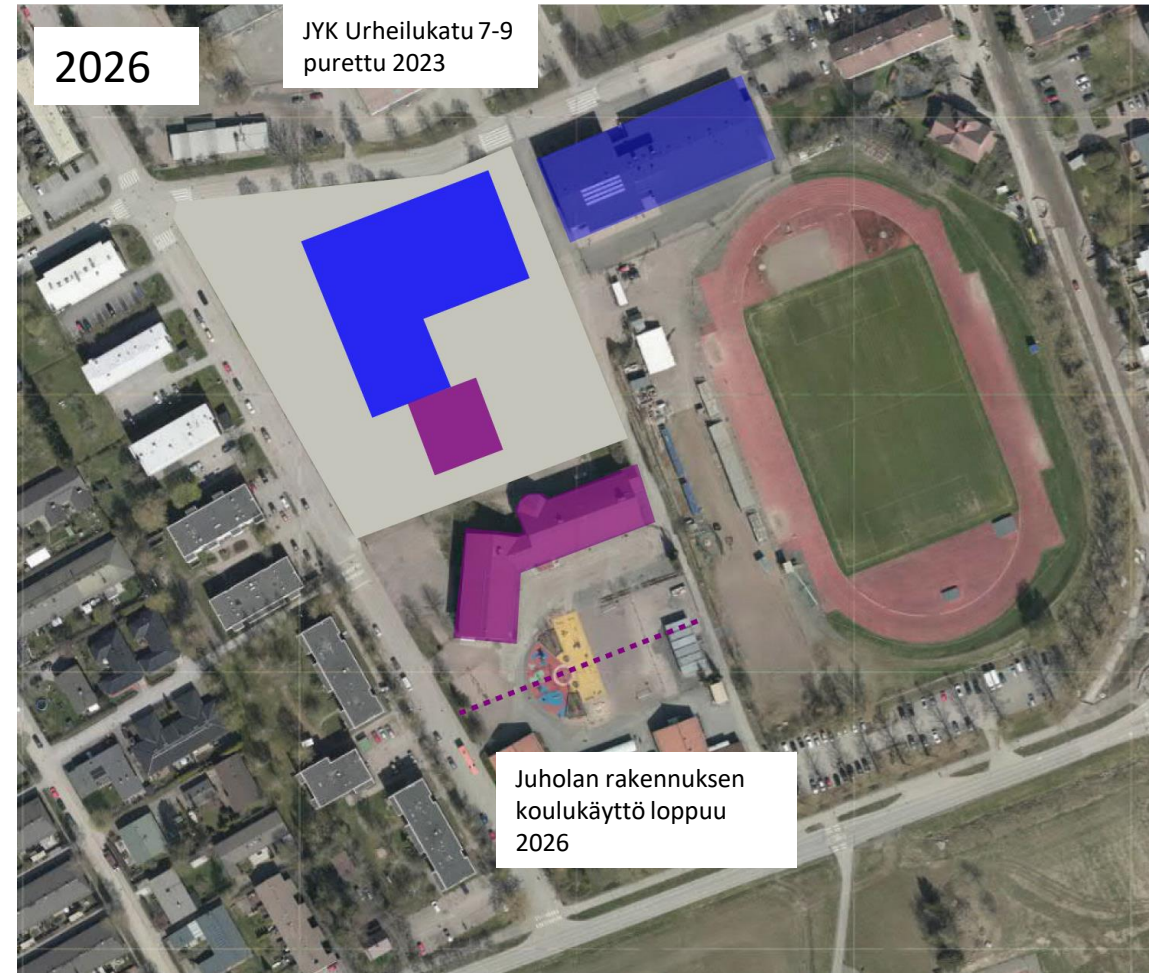 2026
JYK Urheilukatu 7-9
purettu 2023
Juholan rakennuksen
koulukäyttö loppuu
2026